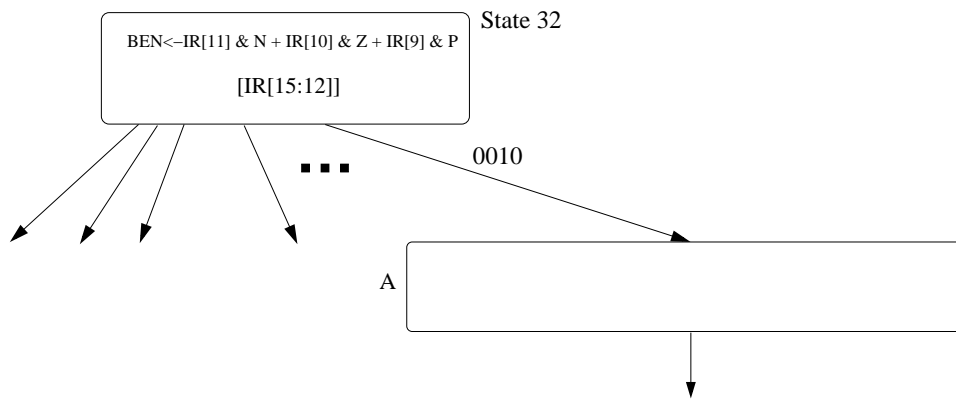 State 32
BEN<−IR[11] & N + IR[10] & Z + IR[9] & P
[IR[15:12]]
0010
A